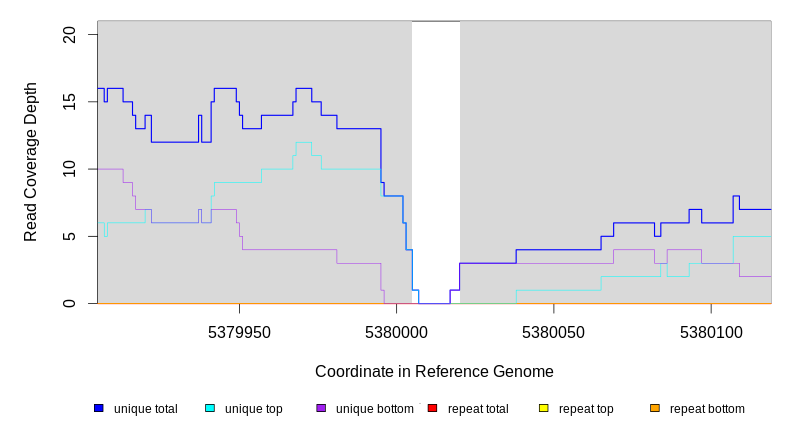 Read Coverage Depth
20
15
10
5
0
5379950 5380000 5380050 5380100
Coordinate in Reference Genome
unique total unique top unique bottom repeat total repeat top repeat bottom